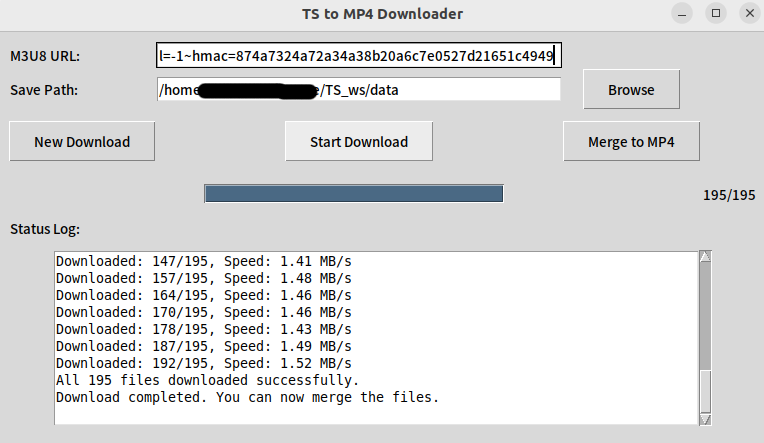 TS to MP4 Downloader
M3U8 URL: l=-1~hmac=874a7324a72a34a38b20a6c7e0527d21651c4949
Save Path: /home e/TS_ws/data Browse
New Download Start Download Merge to MP4
195/195
Status Log:
Downloaded: 147/195, Speed: 1.41 MB/s
Downloaded: 157/195, Speed: 1.48 MB/s
Downloaded: 164/195, Speed: 1.46 MB/s
Downloaded: 170/195, Speed: 1.46 MB/s
Downloaded: 178/195, Speed: 1.43 MB/s
Downloaded: 187/195, Speed: 1.49 MB/s
Downloaded: 192/195, Speed: 1.52 MB/s
All 195 files downloaded successfully.
Download completed. You can now merge the files.